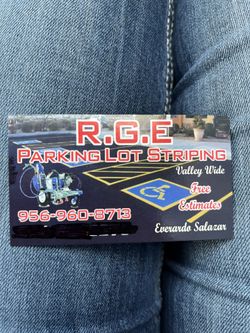 R.G.E
Parking Lot Striping
Valley Wide
Free
Estimates
956-960-8713
Everardo Salazar